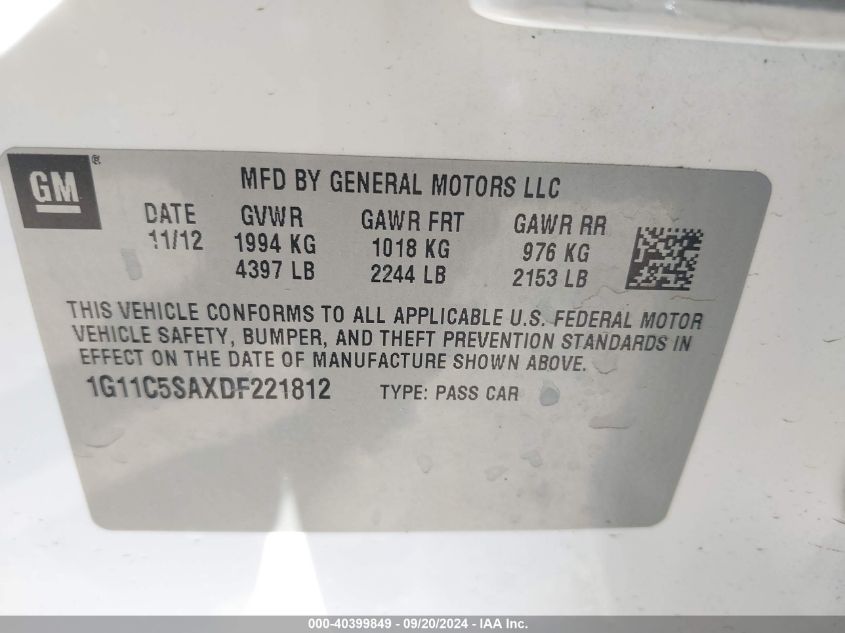 GM ®
MFD BY GENERAL MOTORS LLC
DATE GVWR GAWR FRT GAWR RR
11/12 1994 KG 1018 KG 976 KG
4397 LB 2244 LB 2153 LB
THIS VEHICLE CONFORMS TO ALL APPLICABLE U.S. FEDERAL MOTOR
VEHICLE SAFETY, BUMPER, AND THEFT PREVENTION STANDARDS IN
EFFECT ON THE DATE OF MANUFACTURE SHOWN ABOVE.
1G11C5SAXDF221812 TYPE: PASS CAR
000-40399849 - 09/20/2024 - IAA Inc.